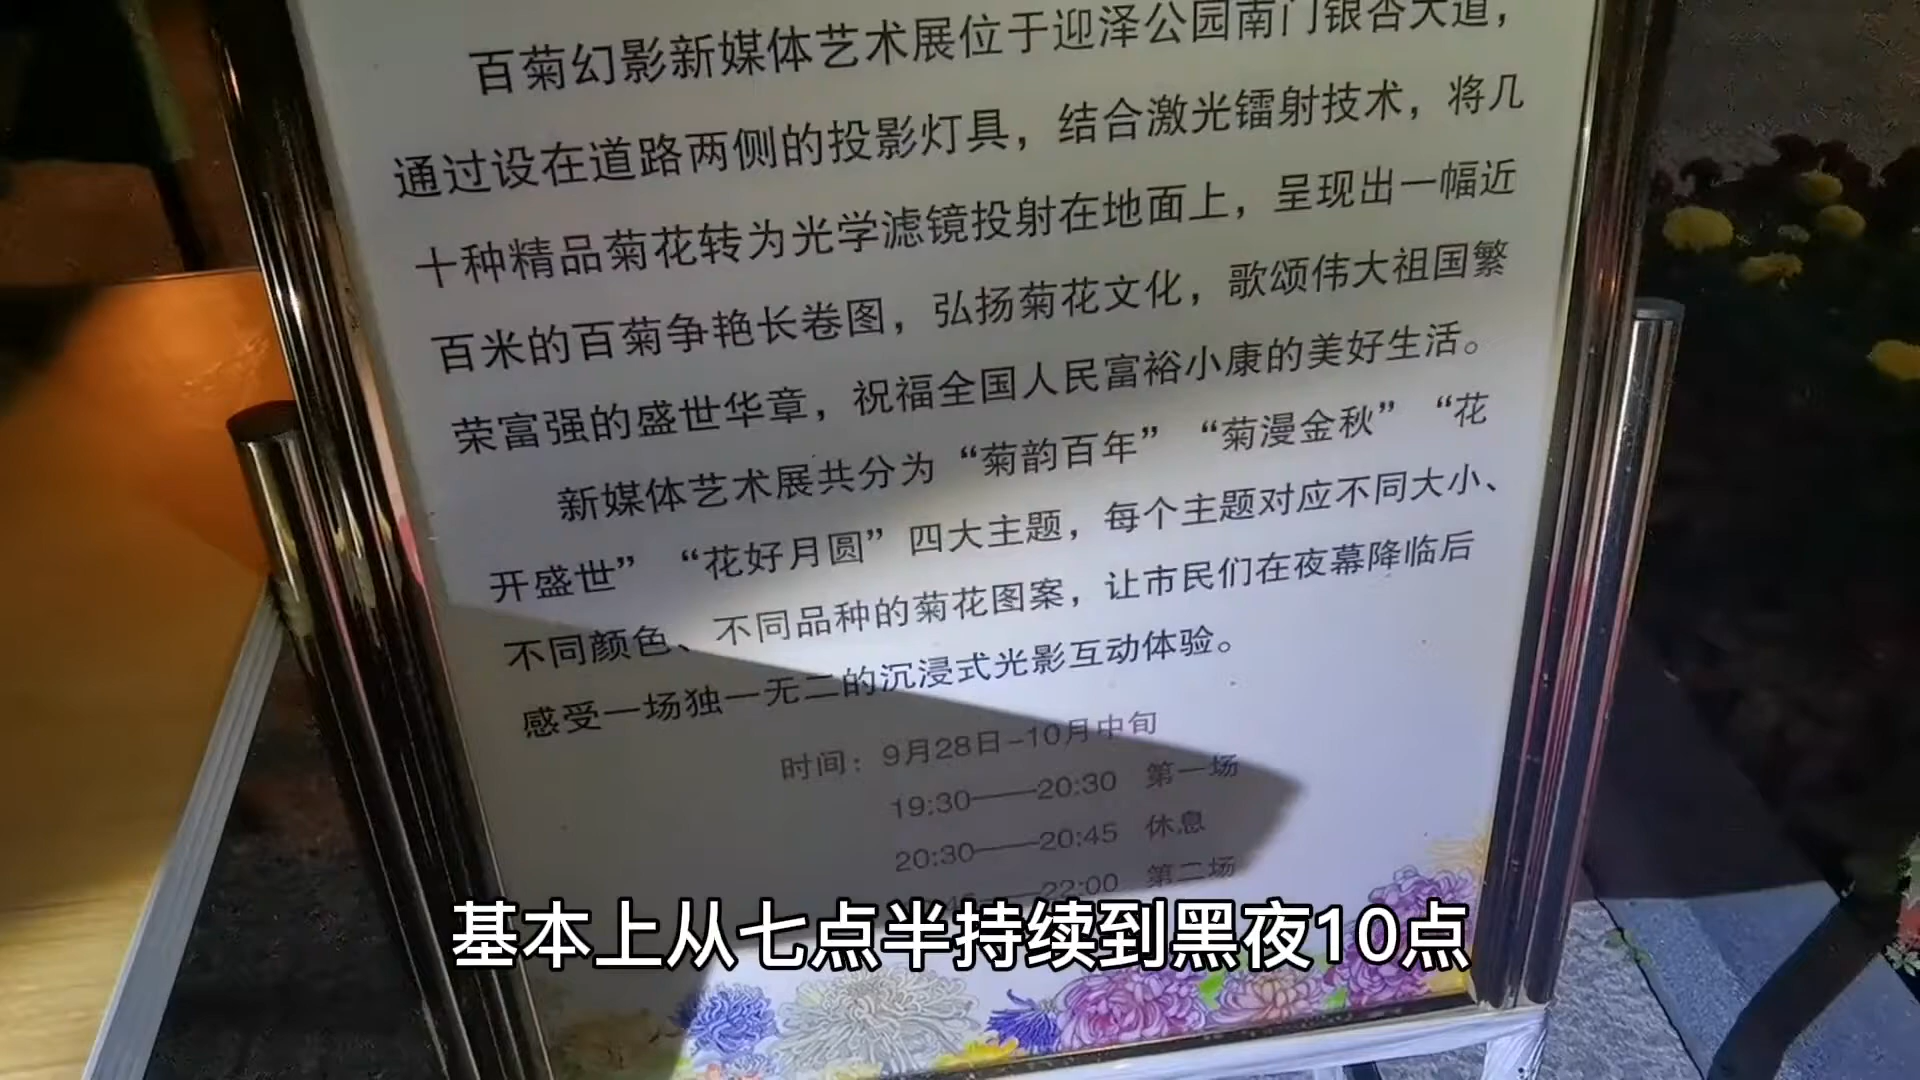 百菊幻影新媒体艺术展位于迎泽公园南门银杏大道，
通过设在道路两侧的投影灯具，结合激光镭射技术，将几
十种精品菊花转为光学滤镜投射在地面上，呈现出一幅近
百米的百菊争艳长卷图，弘扬菊花文化，歌颂伟大祖国繁
荣富强的盛世华章，祝福全国人民富裕小康的美好生活。
新媒体艺术展共分为“菊韵百年”“菊漫金秋”“花
开盛世”“花好月圆”四大主题，每个主题对应不同大小、
不同颜色、不同品种的菊花图案，让市民们在夜幕降临后
感受一场独一无二的沉浸式光影互动体验。
时间：9月28日-10月中旬
19:30——20:30 第一场
20:30——20:45 休息
——22:00 第二场
基本上从七点半持续到黑夜10点